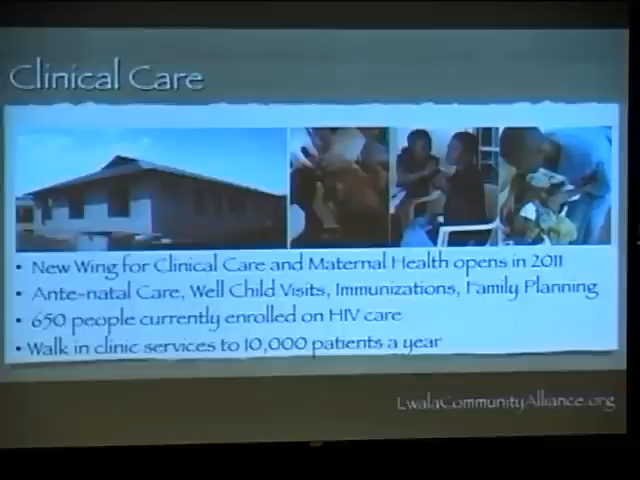 Clinical Care
• New Wing for Clinical Care and Maternal Health opens in 2011
• Ante-natal Care, Well Child Visits, Immunizations, Family Planning
• 650 people currently enrolled on HIV care
• Walk in clinic services to 10,000 patients a year
LwalaCommunityAlliance.org